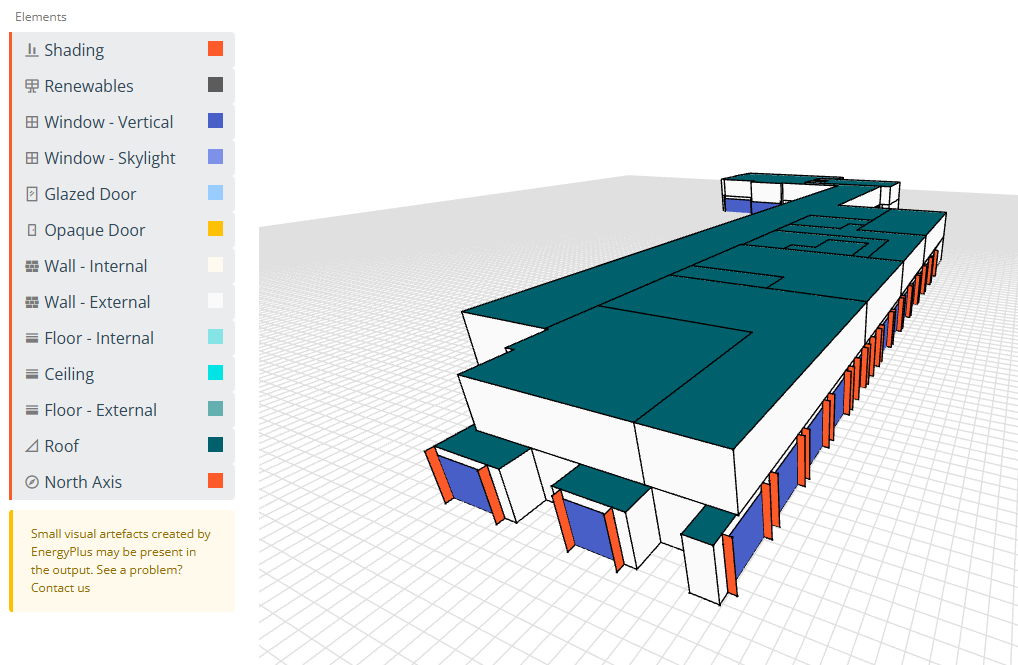 Elements
Shading
Renewables
Window - Vertical
Window - Skylight
Glazed Door
Opaque Door
Wall - Internal
Wall - External
Floor - Internal
Ceiling
Floor - External
Roof
North Axis
Small visual artefacts created by
EnergyPlus may be present in
the output. See a problem?
Contact us